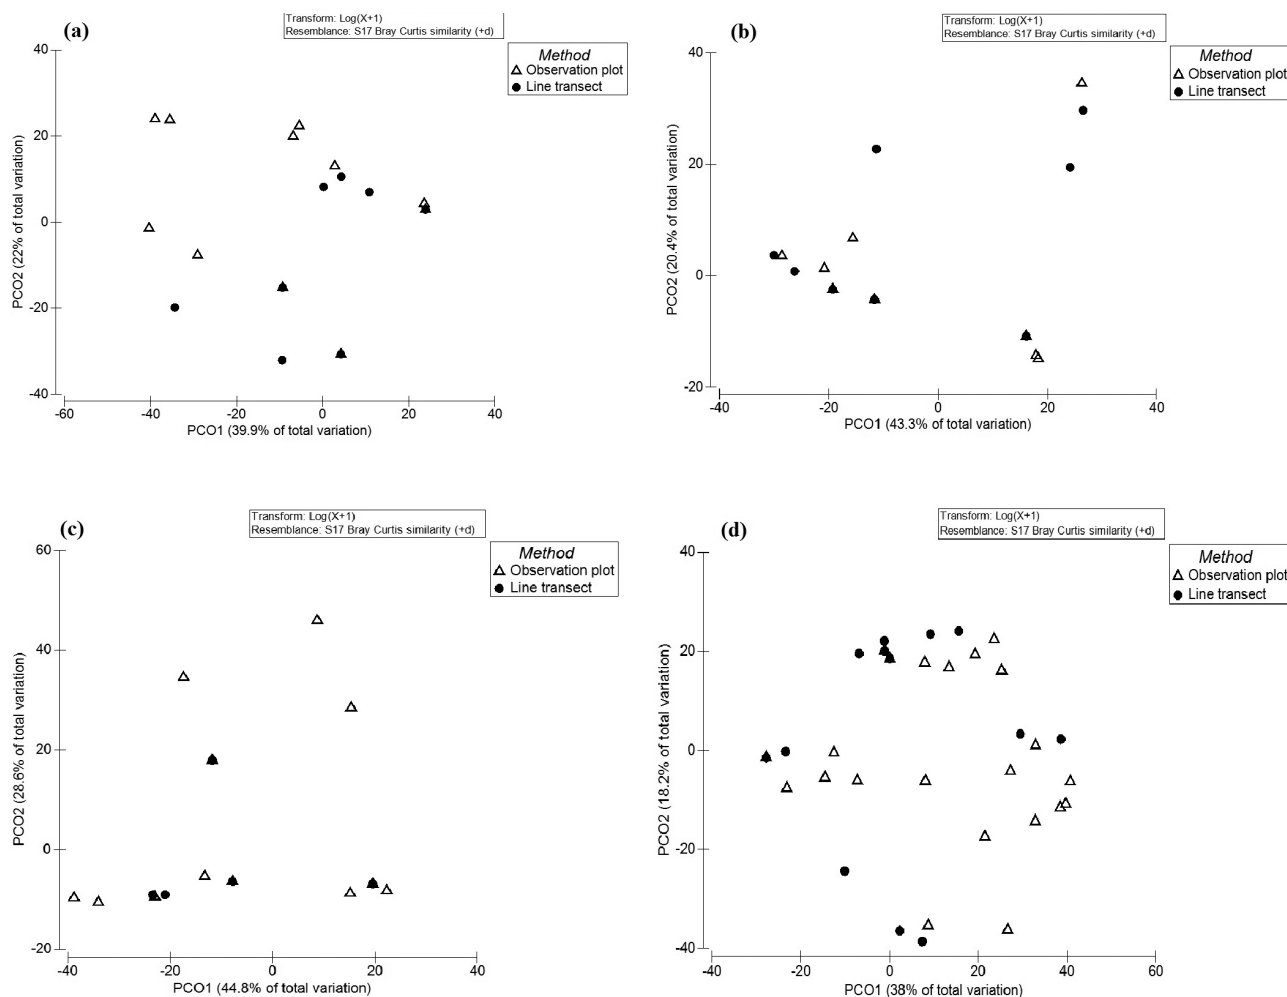 (a)
Transform: Log(X+1)
Resemblance: S17 Bray Curtis similarity (+d)
Method
Observation plot
Line transect
40
20
0
-20
-40
PCO2 (22% of total variation)
-60
-40
-20
0
20
40
PCO1 (39.9% of total variation)
(b)
Transform: Log(X+1)
Resemblance: S17 Bray Curtis similarity (+d)
Method
Observation plot
Line transect
40
20
0
-20
PCO2 (20.4% of total variation)
-40
-20
0
20
40
PCO1 (43.3% of total variation)
(c)
Transform: Log(X+1)
Resemblance: S17 Bray Curtis similarity (+d)
Method
Observation plot
Line transect
60
40
20
0
-20
PCO2 (28.6% of total variation)
-40
-20
0
20
40
PCO1 (44.8% of total variation)
(d)
Transform: Log(X+1)
Resemblance: S17 Bray Curtis similarity (+d)
Method
Observation plot
Line transect
40
20
0
-20
-40
PCO2 (18.2% of total variation)
-40
-20
0
20
40
60
PCO1 (38% of total variation)